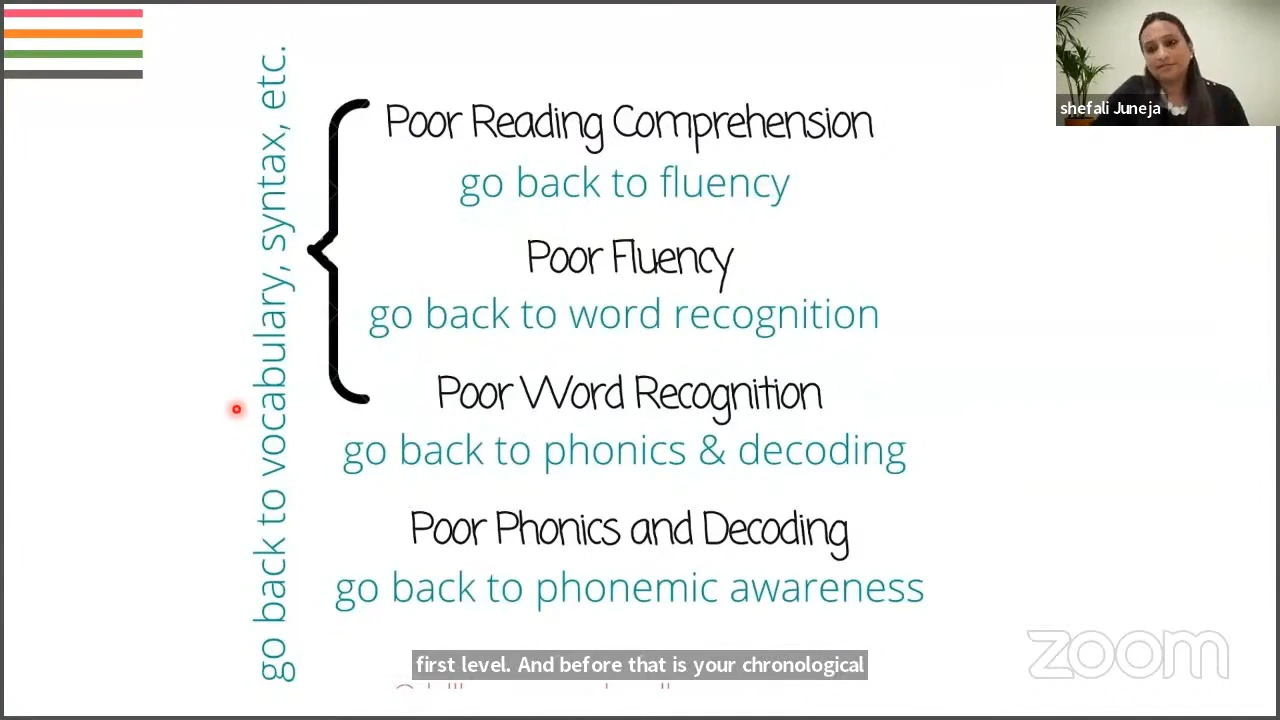 shefali Juneja
go back to vocabulary, syntax, etc.
Poor Reading Comprehension
go back to fluency
Poor Fluency
go back to word recognition
Poor Word Recognition
go back to phonics & decoding
Poor Phonics and Decoding
go back to phonemic awareness
first level. And before that is your chronological
zoom